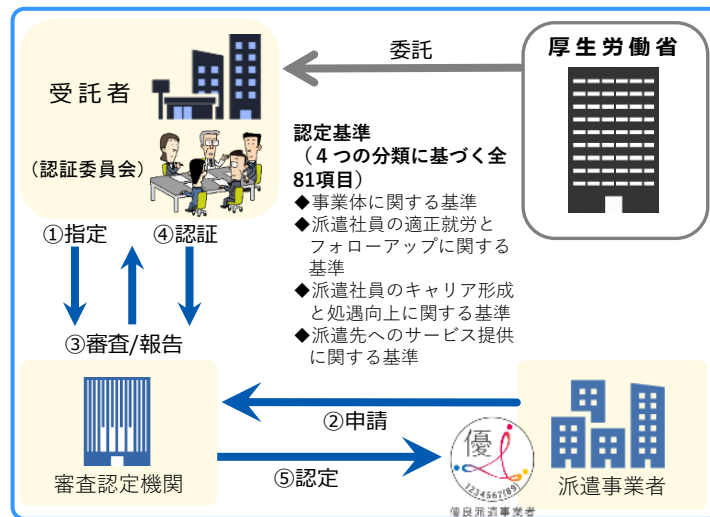 厚生労働省
委託
受託者
(認証委員会)
認定基準
（４つの分類に基づく全
81項目）
◆事業体に関する基準
◆派遣社員の適正就労と
フォローアップに関する
基準
◆派遣社員のキャリア形成
と処遇向上に関する基準
◆派遣先へのサービス提供
に関する基準
①指定
④認証
③審査/報告
②申請
⑤認定
審査認定機関
優
1234567(89)
優良派遣事業者
派遣事業者